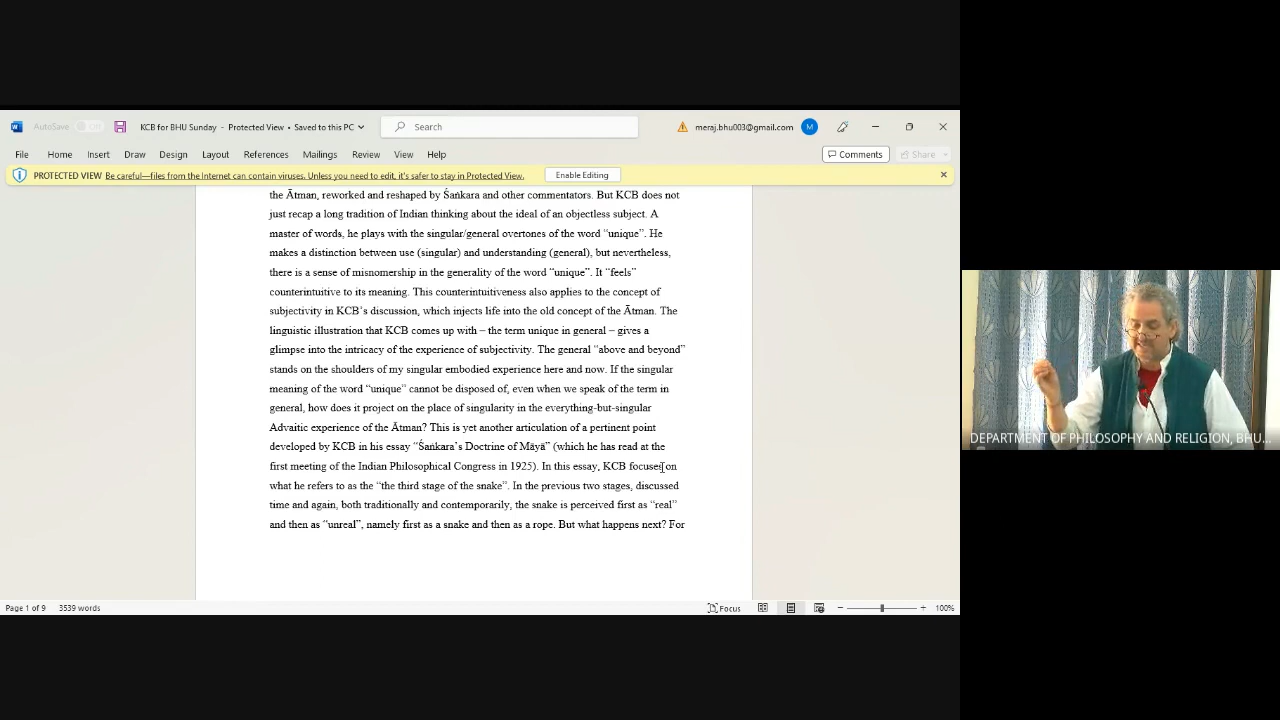 AutoSave
KCB for BHU Sunday - Protected View • Saved to this PC
Search
meraj.bhu003@gmail.com
M
File Home Insert Draw Design Layout References Mailings Review View Help
Comments
Share
PROTECTED VIEW Be careful—files from the Internet can contain viruses. Unless you need to edit, it's safer to stay in Protected View.
Enable Editing
the Ātman, reworked and reshaped by Śaṅkara and other commentators. But KCB does not
just recap a long tradition of Indian thinking about the ideal of an objectless subject. A
master of words, he plays with the singular/general overtones of the word “unique”. He
makes a distinction between use (singular) and understanding (general), but nevertheless,
there is a sense of misnomership in the generality of the word “unique”. It “feels”
counterintuitive to its meaning. This counterintuitiveness also applies to the concept of
subjectivity in KCB’s discussion, which injects life into the old concept of the Ātman. The
linguistic illustration that KCB comes up with – the term unique in general – gives a
glimpse into the intricacy of the experience of subjectivity. The general “above and beyond”
stands on the shoulders of my singular embodied experience here and now. If the singular
meaning of the word “unique” cannot be disposed of, even when we speak of the term in
general, how does it project on the place of singularity in the everything-but-singular
Advaitic experience of the Ātman? This is yet another articulation of a pertinent point
developed by KCB in his essay “Śaṅkara’s Doctrine of Māyā” (which he has read at the
first meeting of the Indian Philosophical Congress in 1925). In this essay, KCB focuses on
what he refers to as the “the third stage of the snake”. In the previous two stages, discussed
time and again, both traditionally and contemporarily, the snake is perceived first as “real”
and then as “unreal”, namely first as a snake and then as a rope. But what happens next? For
Page 1 of 9 3539 words
Focus
100%
DEPARTMENT OF PHILOSOPHY AND RELIGION, BHU...